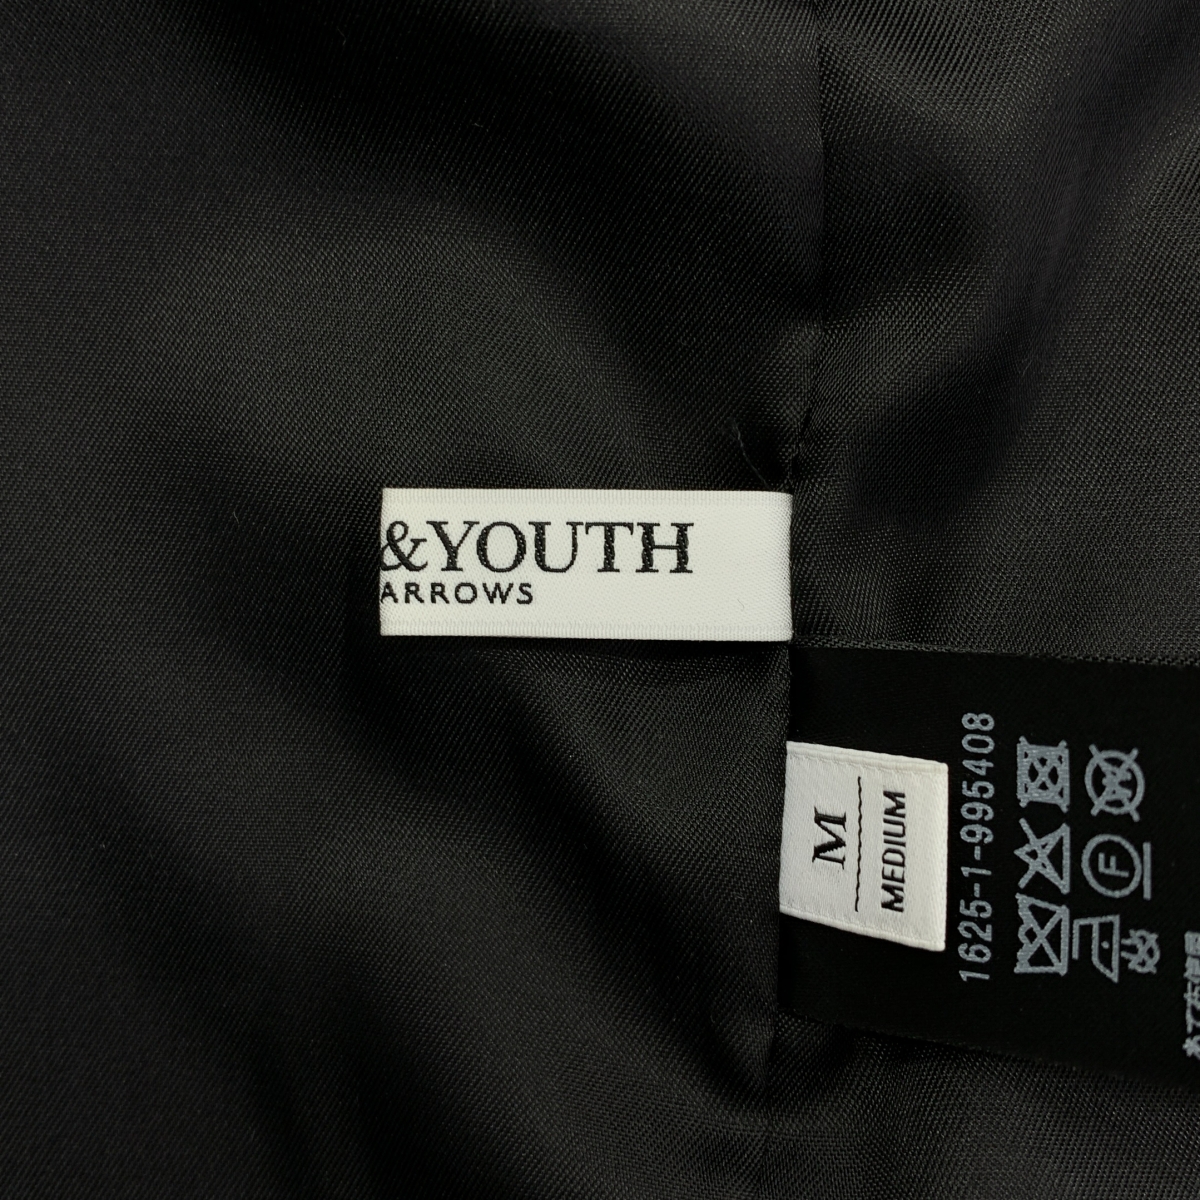 &YOUTH
ARROWS
M
MEDIUM
1625-1-995408
F